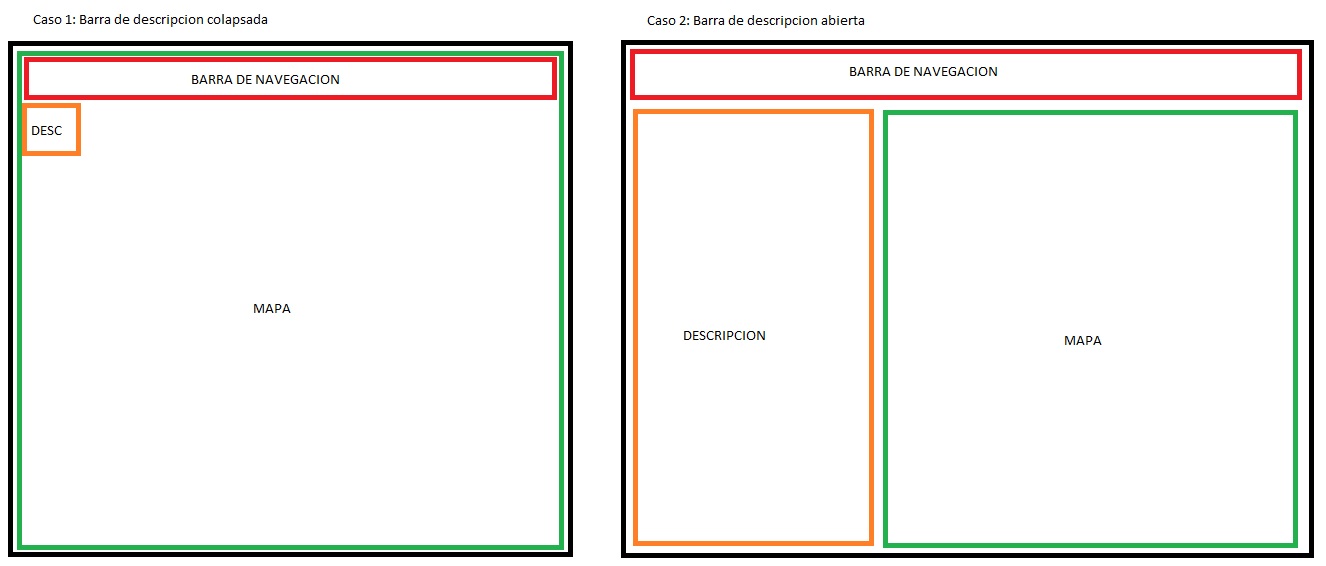 Caso 1: Barra de descripcion colapsada
BARRA DE NAVEGACION
DESC
MAPA
Caso 2: Barra de descripcion abierta
BARRA DE NAVEGACION
DESCRIPCION
MAPA